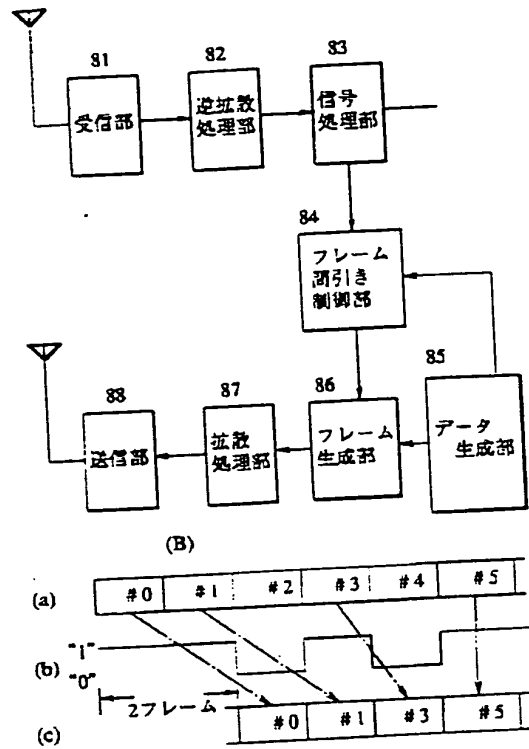 81
受信部
82
逆拡散
処理部
83
信号
処理部
84
フレーム
間引き
制御部
85
データ
生成部
86
フレーム
生成部
87
拡散
処理部
88
送信部
(B)
(a)
#0 #1 #2 #3 #4 #5
(b)
"1"
"0"
2フレーム
(c)
#0 #1 #3 #5